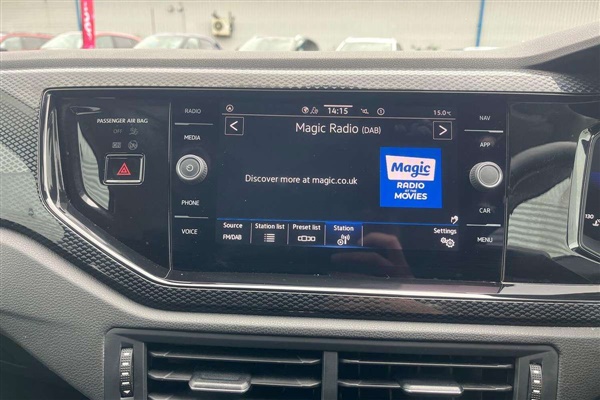 PASSENGER AIR BAG
OFF
RADIO
MEDIA
PHONE
VOICE
14:15
15.0°C
Magic Radio (DAB)
Discover more at magic.co.uk
Magic
RADIO
AT THE
MOVIES
Source
FM/DAB
Station list
Preset list
Station
Settings
NAV
APP
CAR
MENU
130